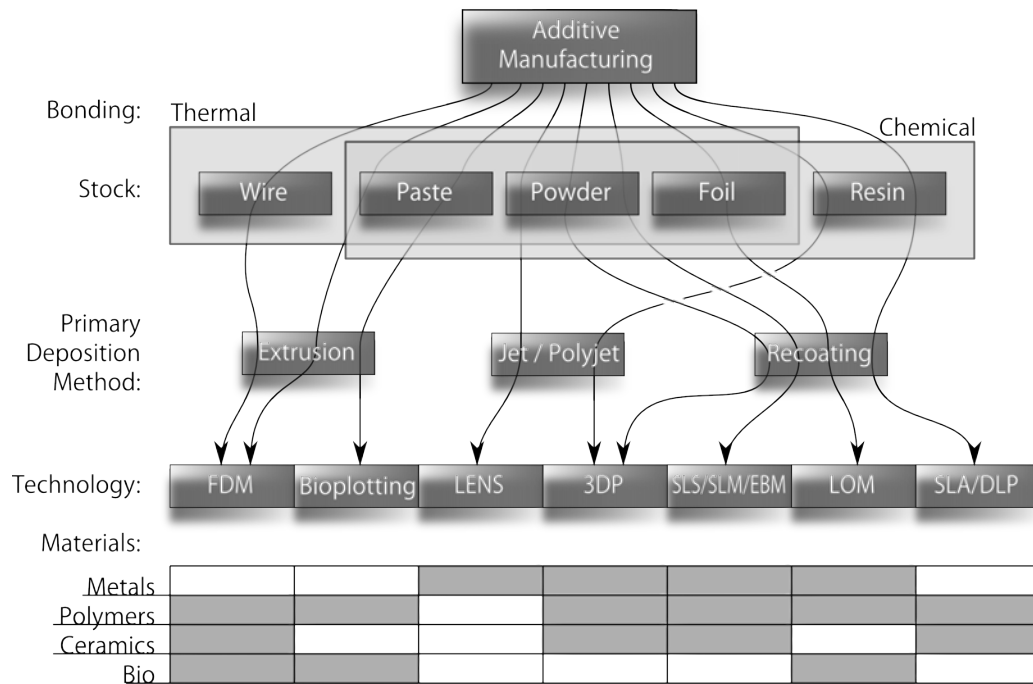 Additive
Manufacturing
Bonding:
Thermal
Chemical
Stock:
Wire
Paste
Powder
Foil
Resin
Primary
Deposition
Method:
Extrusion
Jet / Polyjet
Recoating
Technology:
FDM
Bioplotting
LENS
3DP
SLS/SLM/EBM
LOM
SLA/DLP
Materials:
Metals
Polymers
Ceramics
Bio